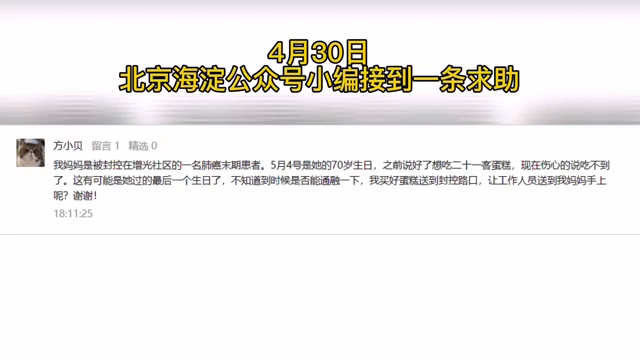 4月30日
北京海淀公众号小编接到一条求助
方小贝 留言 1 精选 0
我妈妈是被封控在增光社区的一名肺癌末期患者。5月4号是她的70岁生日，之前说好了想吃二十一客蛋糕，现在伤心的说吃不到
了。这有可能是她过的最后一个生日了，不知道到时候是否能通融一下，我买好蛋糕送到封控路口，让工作人员送到我妈妈手上
呢？谢谢！
18:11:25